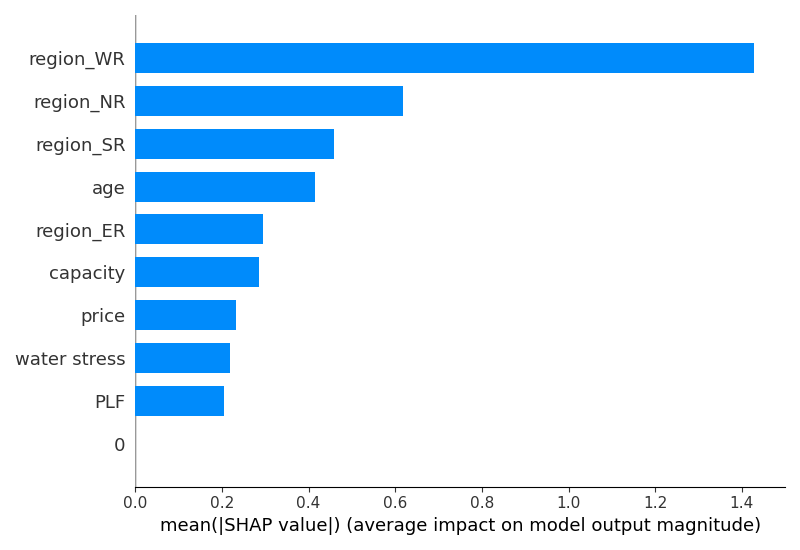 region_WR
region_NR
region_SR
age
region_ER
capacity
price
water stress
PLF
0
0.0 0.2 0.4 0.6 0.8 1.0 1.2 1.4
mean(|SHAP value|) (average impact on model output magnitude)